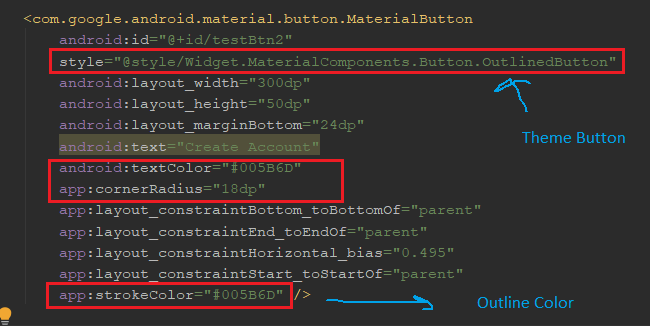 <com.google.android.material.button.MaterialButton
android:id="@+id/testBtn2"
style="@style/Widget.MaterialComponents.Button.OutlinedButton"
android:layout_width="300dp"
android:layout_height="50dp"
android:layout_marginBottom="24dp"
Theme Button
android:text="Create Account"
android:textColor="#005B6D"
app:cornerRadius="18dp"
app:layout_constraintBottom_toBottomOf="parent"
app:layout_constraintEnd_toEndOf="parent"
app:layout_constraintHorizontal_bias="0.495"
app:layout_constraintStart_toStartOf="parent"
app:strokeColor="#005B6D" />
Outline Color